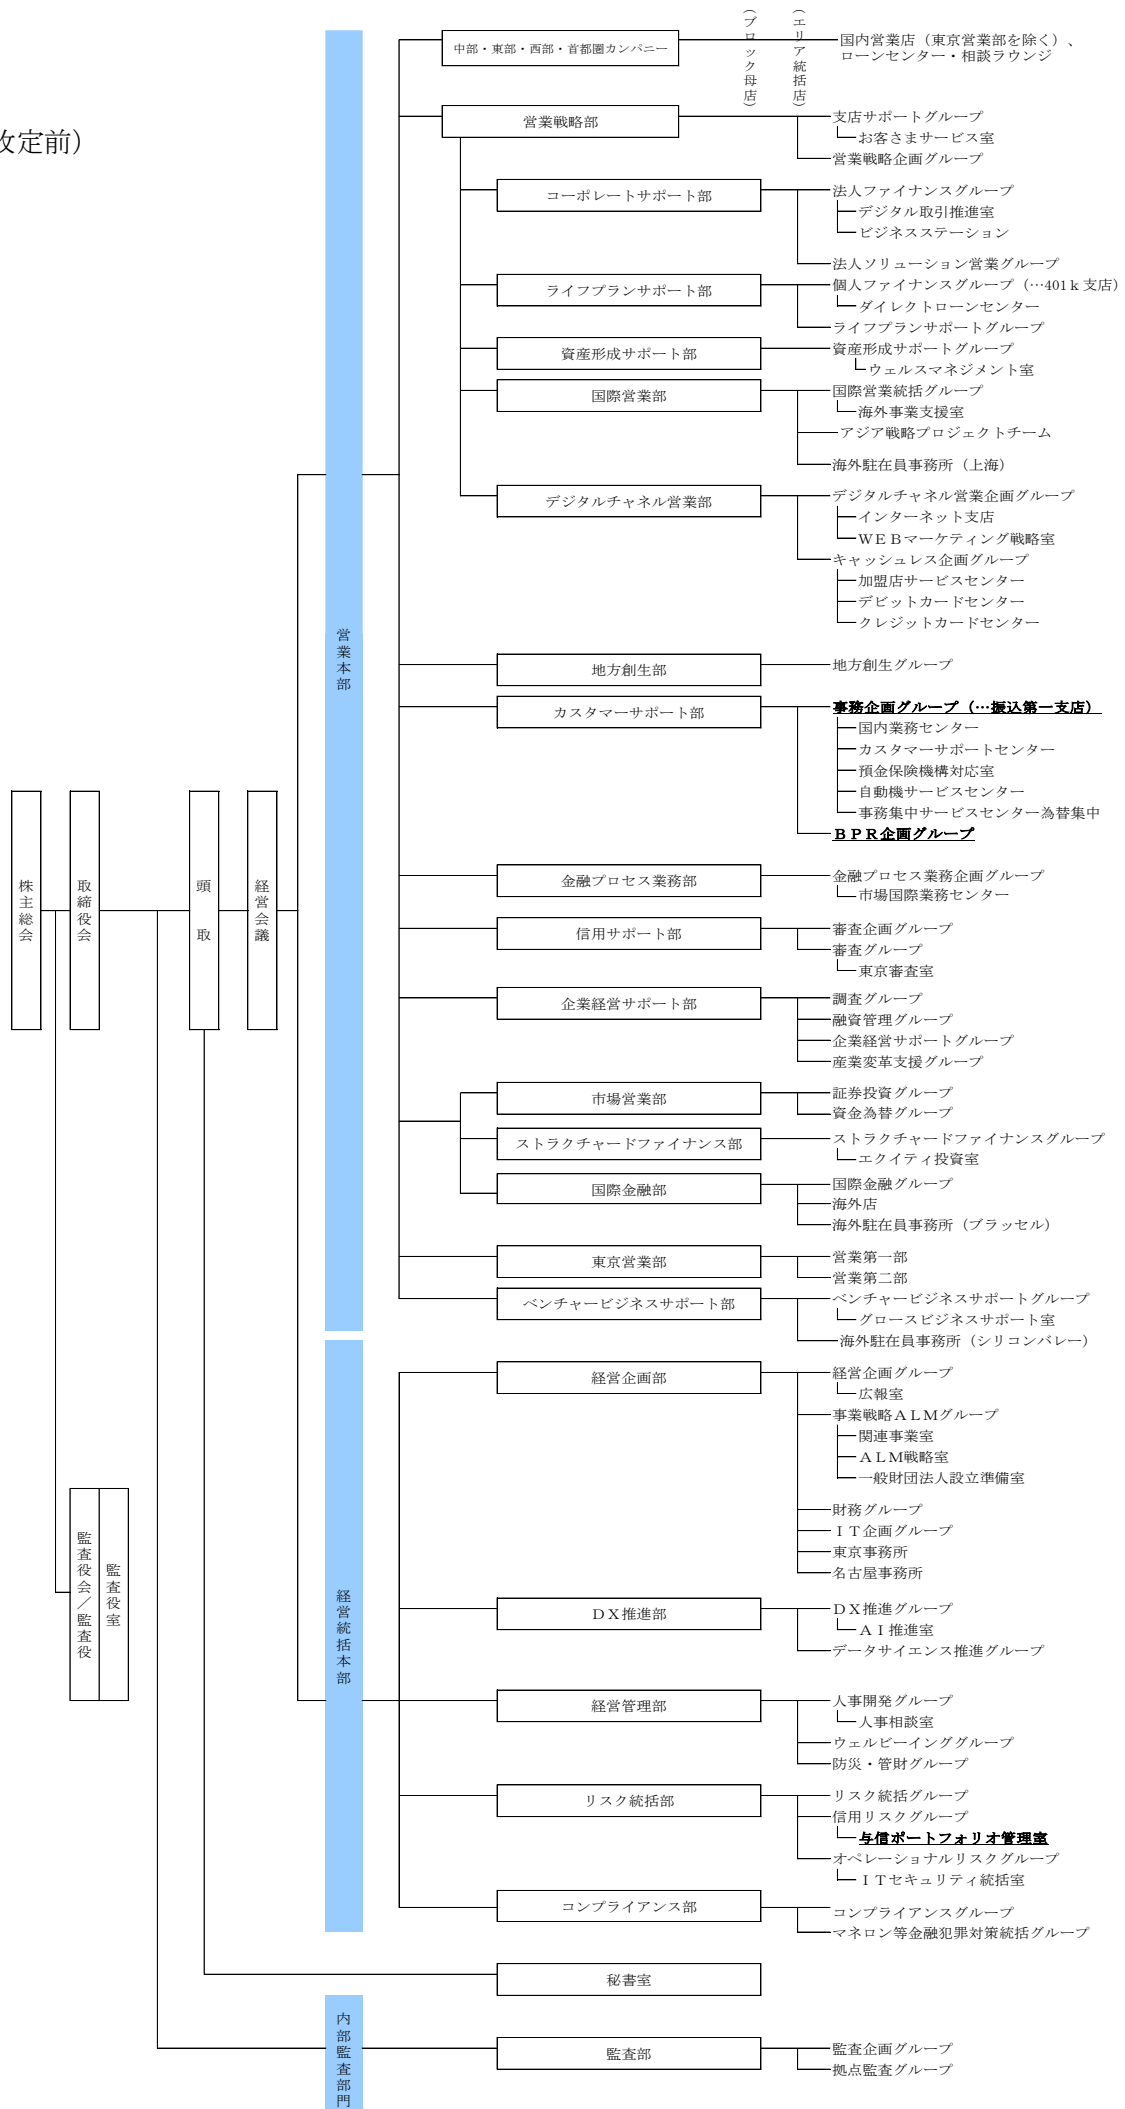 改定前）
（ブロック母店）
（エリア統括店）
中部・東部・西部・首都圏カンパニー
国内営業店（東京営業部を除く）、
ローンセンター・相談ラウンジ
営業戦略部
支店サポートグループ
お客さまサービス室
営業戦略企画グループ
コーポレートサポート部
法人ファイナンスグループ
デジタル取引推進室
ビジネスステーション
法人ソリューション営業グループ
ライフプランサポート部
個人ファイナンスグループ（…401ｋ支店）
ダイレクトローンセンター
ライフプランサポートグループ
資産形成サポート部
資産形成サポートグループ
ウェルスマネジメント室
国際営業部
国際営業統括グループ
海外事業支援室
アジア戦略プロジェクトチーム
海外駐在員事務所（上海）
デジタルチャネル営業部
デジタルチャネル営業企画グループ
インターネット支店
ＷＥＢマーケティング戦略室
キャッシュレス企画グループ
加盟店サービスセンター
デビットカードセンター
クレジットカードセンター
営業本部
地方創生部
地方創生グループ
カスタマーサポート部
事務企画グループ（…振込第一支店）
国内業務センター
カスタマーサポートセンター
預金保険機構対応室
自動機サービスセンター
事務集中サービスセンター為替集中
ＢＰＲ企画グループ
株主総会
取締役会
頭取
経営会議
金融プロセス業務部
金融プロセス業務企画グループ
市場国際業務センター
信用サポート部
審査企画グループ
審査グループ
東京審査室
企業経営サポート部
調査グループ
融資管理グループ
企業経営サポートグループ
産業変革支援グループ
市場営業部
証券投資グループ
資金為替グループ
ストラクチャードファイナンス部
ストラクチャードファイナンスグループ
エクイティ投資室
国際金融部
国際金融グループ
海外店
海外駐在員事務所（ブラッセル）
東京営業部
営業第一部
営業第二部
ベンチャービジネスサポート部
ベンチャービジネスサポートグループ
グロースビジネスサポート室
海外駐在員事務所（シリコンバレー）
経営企画部
経営企画グループ
広報室
事業戦略ＡＬＭグループ
関連事業室
ＡＬＭ戦略室
一般財団法人設立準備室
財務グループ
ＩＴ企画グループ
東京事務所
名古屋事務所
監査役会／監査役
監査役室
経営統括本部
ＤＸ推進部
ＤＸ推進グループ
ＡＩ推進室
データサイエンス推進グループ
経営管理部
人事開発グループ
人事相談室
ウェルビーインググループ
防災・管財グループ
リスク統括部
リスク統括グループ
信用リスクグループ
与信ポートフォリオ管理室
オペレーショナルリスクグループ
ＩＴセキュリティ統括室
コンプライアンス部
コンプライアンスグループ
マネロン等金融犯罪対策統括グループ
秘書室
内部監査部門
監査部
監査企画グループ
拠点監査グループ